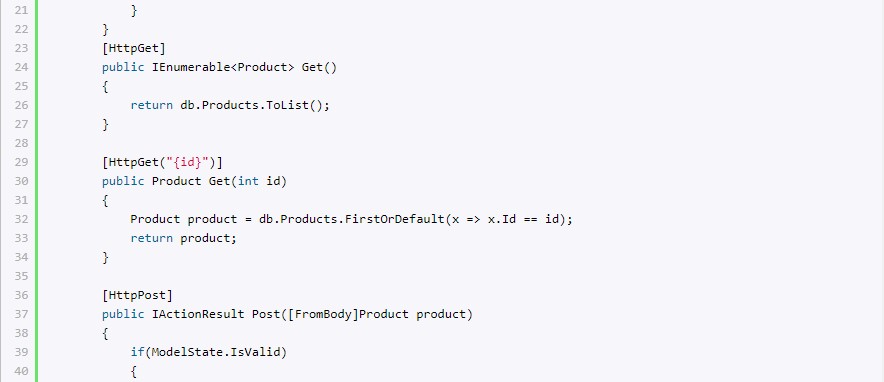 21 }
22 }
23 [HttpGet]
24 public IEnumerable<Product> Get()
25 {
26 return db.Products.ToList();
27 }
28
29 [HttpGet("{id}")]
30 public Product Get(int id)
31 {
32 Product product = db.Products.FirstOrDefault(x => x.Id == id);
33 return product;
34 }
35
36 [HttpPost]
37 public IActionResult Post([FromBody]Product product)
38 {
39 if(ModelState.IsValid)
40 {